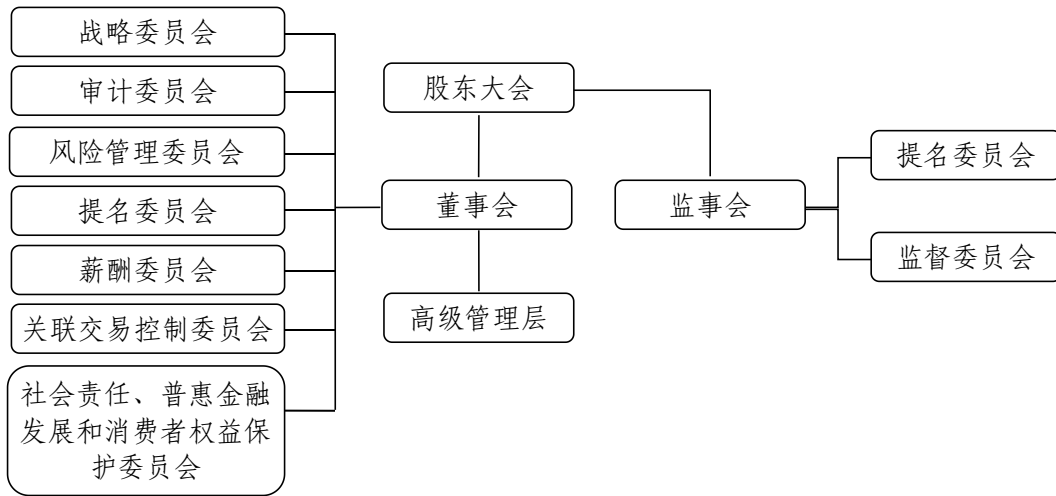 战略委员会
审计委员会
风险管理委员会
提名委员会
薪酬委员会
关联交易控制委员会
社会责任、普惠金融
发展和消费者权益保
护委员会
股东大会
董事会
高级管理层
监事会
提名委员会
监督委员会